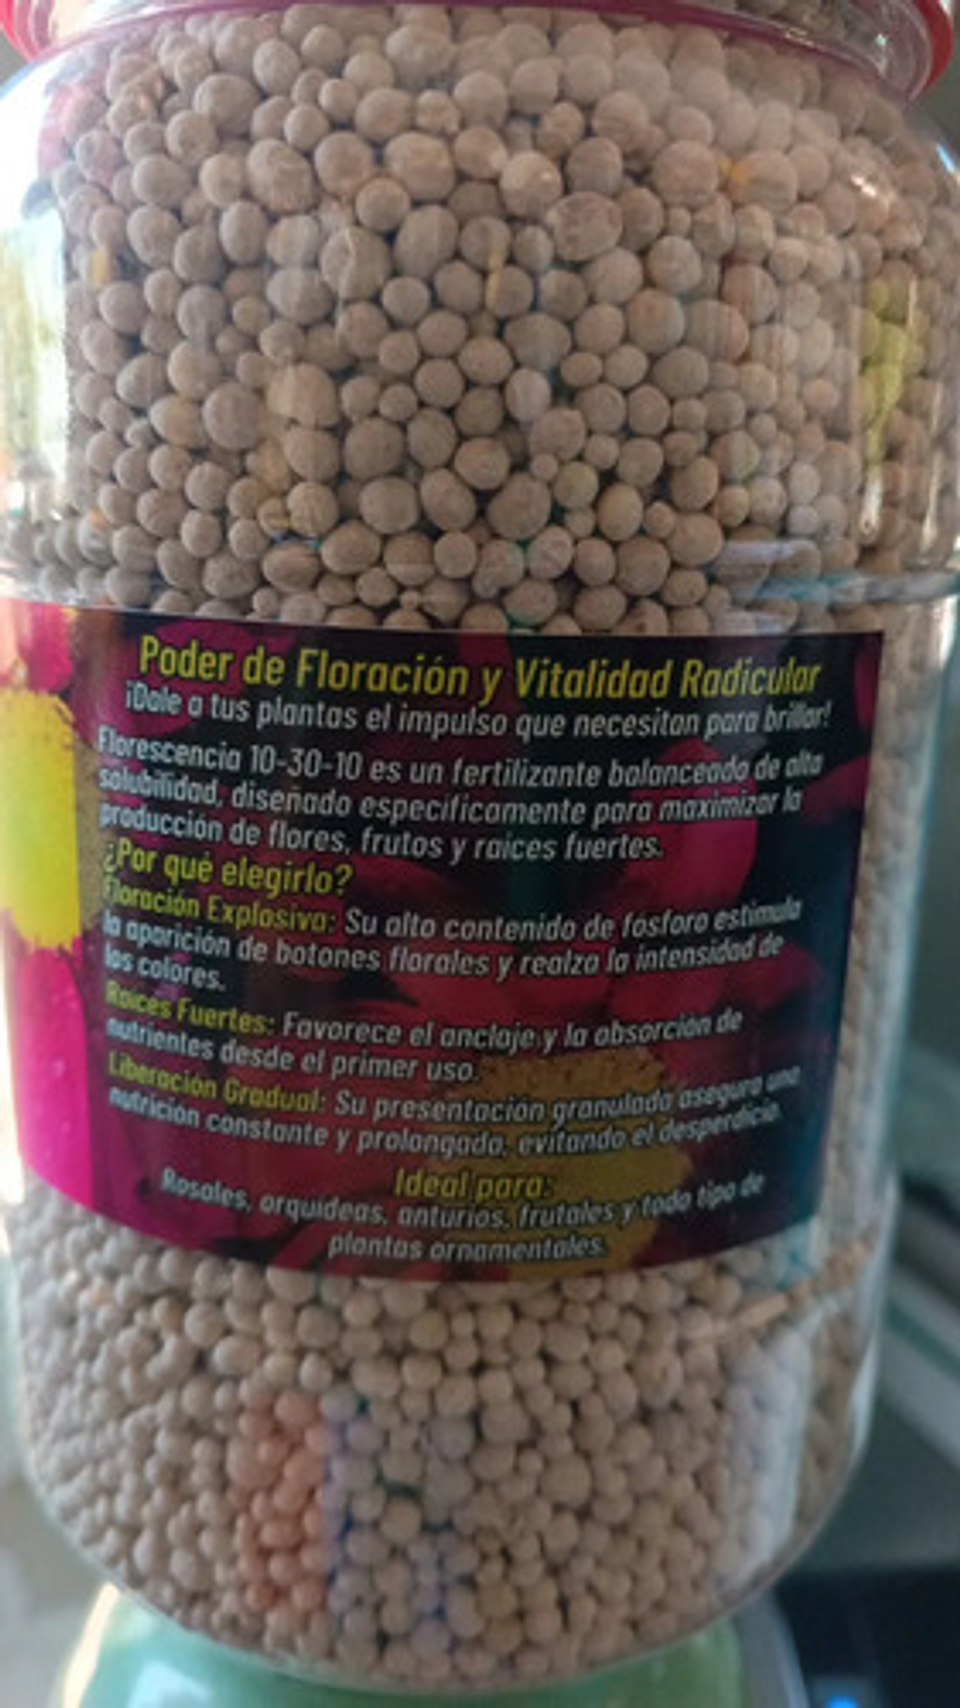 Poder de Floración y Vitalidad Radicular
¡Dale a tus plantas el impulso que necesitan para brillar!
Florescencia 10-30-10 es un fertilizante balanceado de alta
solubilidad, diseñado específicamente para maximizar la
producción de flores, frutos y raíces fuertes.
¿Por qué elegirlo?
Floración Explosiva: Su alto contenido de fósforo estimula
la aparición de botones florales y realza la intensidad de
los colores.
Raíces Fuertes: Favorece el anclaje y la absorción de
nutrientes desde el primer uso.
Liberación Gradual: Su presentación granulada asegura una
nutrición constante y prolongada, evitando el desperdicio.
Ideal para:
Rosales, orquídeas, anturios, frutales y todo tipo de
plantas ornamentales.